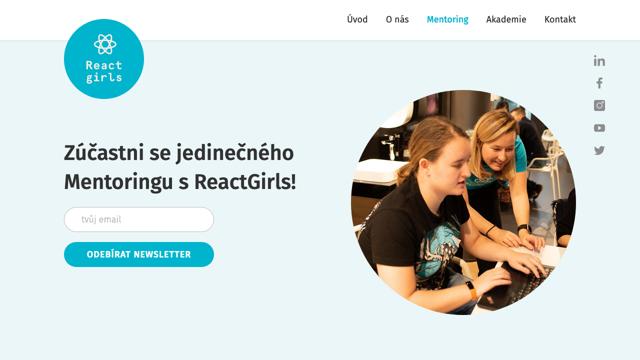 Úvod O nás Mentoring Akademie Kontakt
React
girls
Zúčastni se jedinečného
Mentoringu s ReactGirls!
tvůj email
ODEBÍRAT NEWSLETTER